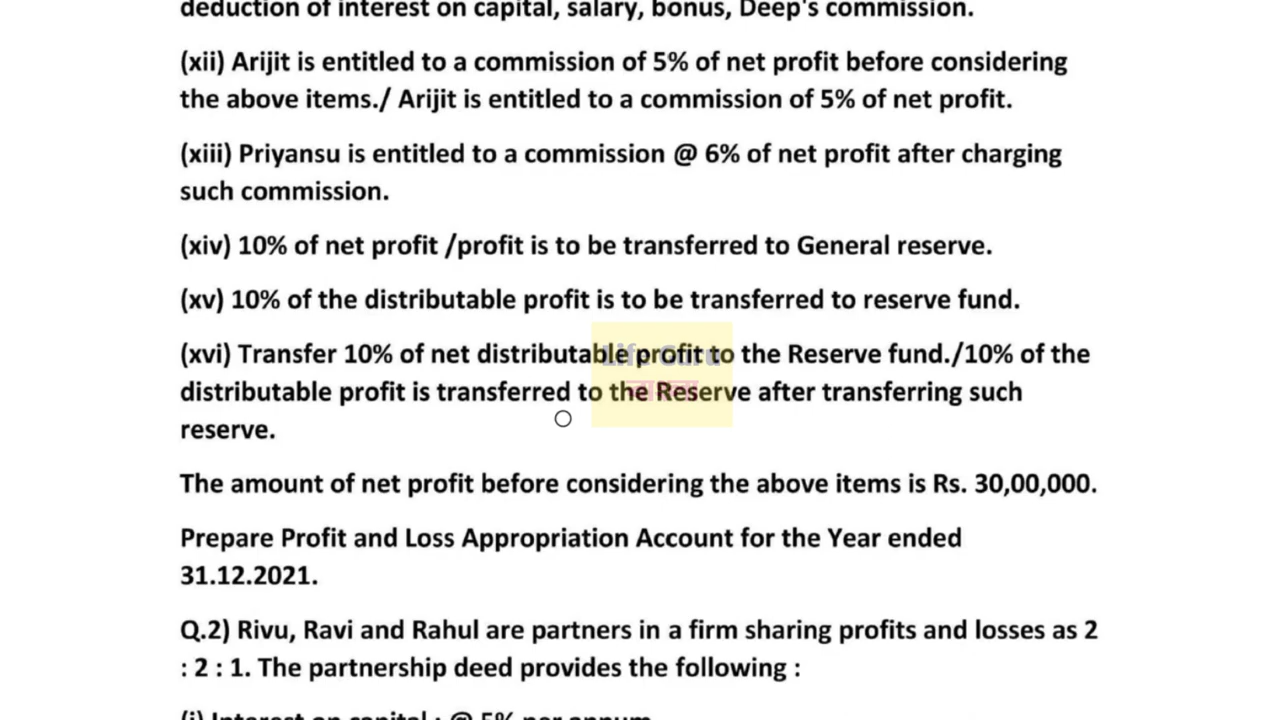 deduction of interest on capital, salary, bonus, Deep's commission.
(xii) Arijit is entitled to a commission of 5% of net profit before considering
the above items./ Arijit is entitled to a commission of 5% of net profit.
(xiii) Priyansu is entitled to a commission @ 6% of net profit after charging
such commission.
(xiv) 10% of net profit /profit is to be transferred to General reserve.
(xv) 10% of the distributable profit is to be transferred to reserve fund.
(xvi) Transfer 10% of net distributable profit to the Reserve fund./10% of the
distributable profit is transferred to the Reserve after transferring such
reserve.
The amount of net profit before considering the above items is Rs. 30,00,000.
Prepare Profit and Loss Appropriation Account for the Year ended
31.12.2021.
Q.2) Rivu, Ravi and Rahul are partners in a firm sharing profits and losses as 2
: 2 : 1. The partnership deed provides the following :
(i) Interest on capital : @ 5% per annum